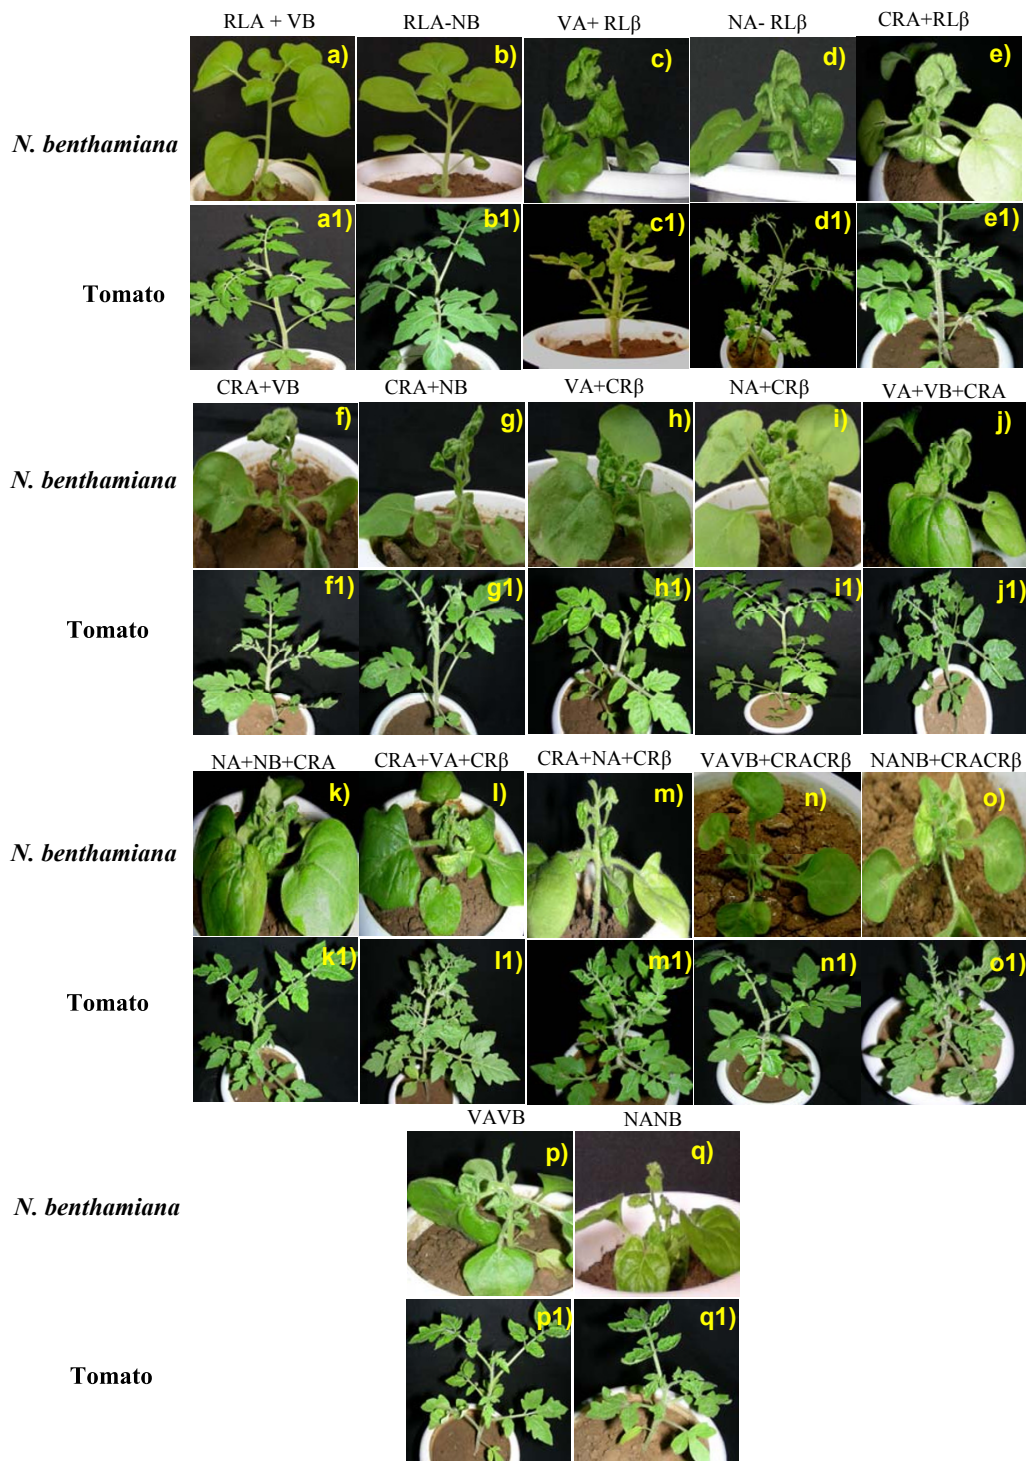 RLA + VB RLA-NB VA+ RLβ NA- RLβ CRA+RLβ
a) b) c) d) e)
N. benthamiana
a1) b1) c1) d1) e1)
Tomato
CRA+VB CRA+NB VA+CRβ NA+CRβ VA+VB+CRA
f) g) h) i) j)
N. benthamiana
f1) g1) h1) i1) j1)
Tomato
NA+NB+CRA CRA+VA+CRβ CRA+NA+CRβ VAVB+CRACRβ NANB+CRACRβ
k) l) m) n) o)
N. benthamiana
k1) l1) m1) n1) o1)
Tomato
VAVB NANB
p) q)
N. benthamiana
p1) q1)
Tomato